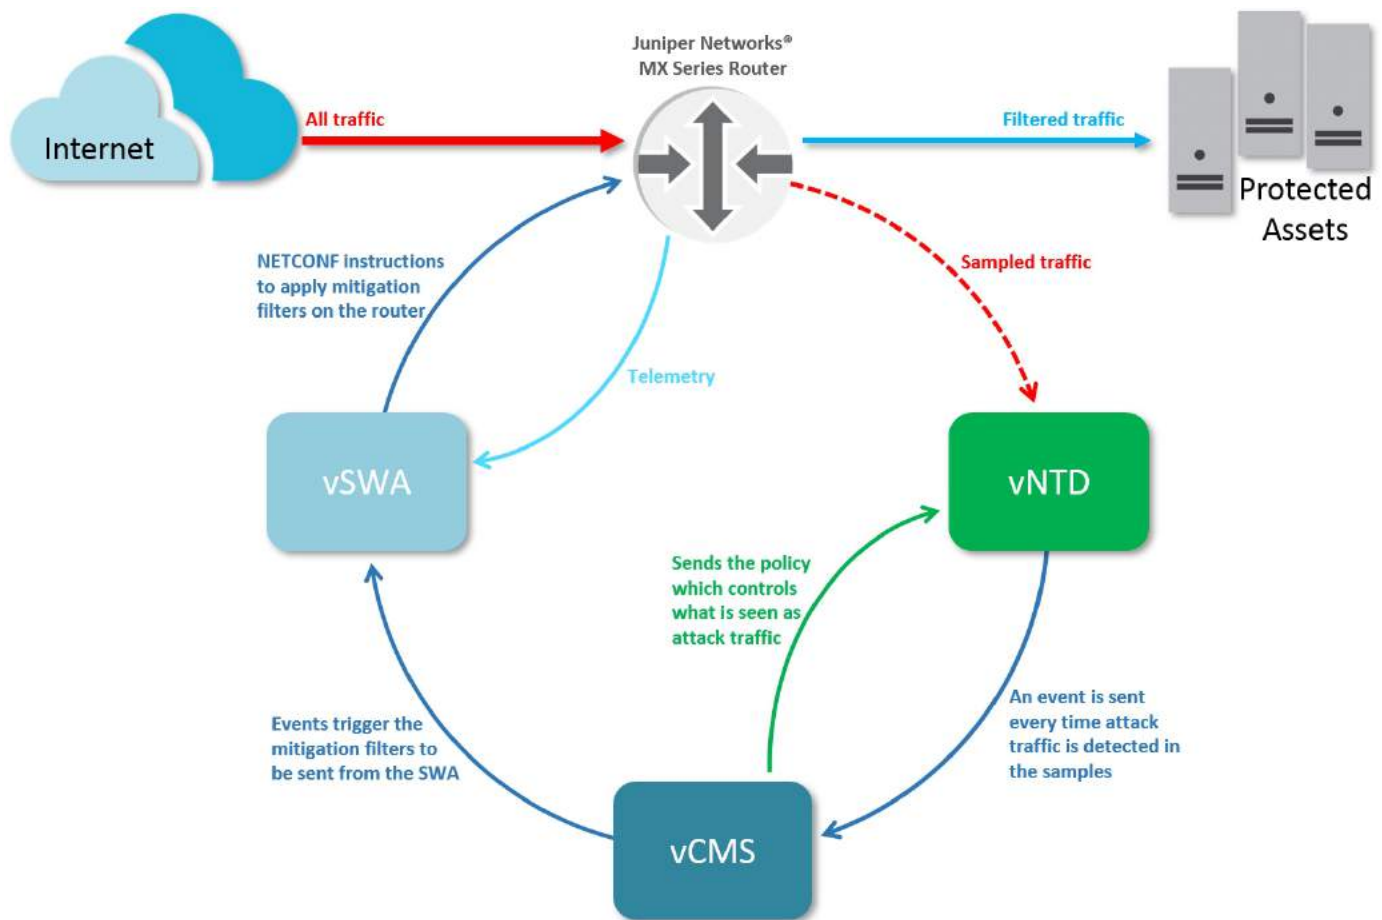 Juniper Networks®
MX Series Router
Internet
All traffic
Filtered traffic
Protected
Assets
NETCONF instructions
to apply mitigation
filters on the router
Sampled traffic
Telemetry
vSWA
vNTD
Sends the policy
which controls
what is seen as
attack traffic
Events trigger the
mitigation filters to
be sent from the SWA
An event is sent
every time attack
traffic is detected in
the samples
vCMS